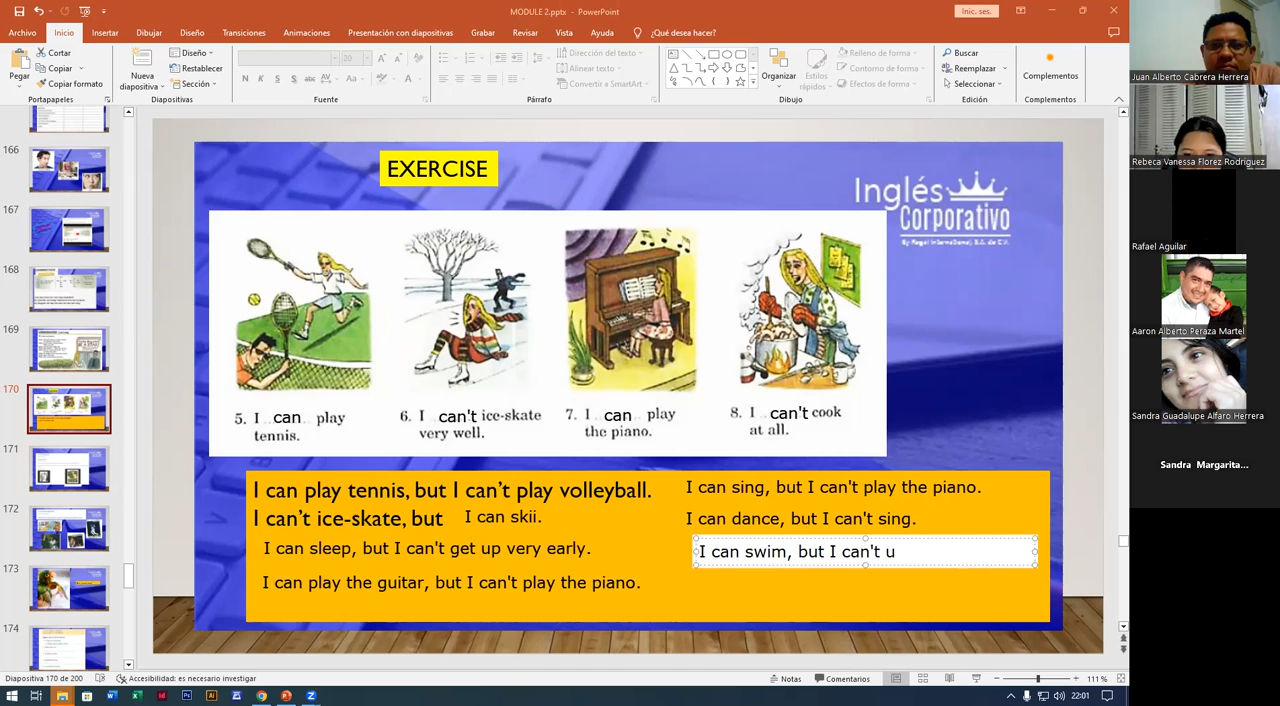 MODULE 2.pptx - PowerPoint
Inic. ses.
Archivo Inicio Insertar Dibujar Diseño Transiciones Animaciones Presentación con diapositivas Grabar Revisar Vista Ayuda ¿Qué desea hacer?
Pegar
Cortar
Copiar
Copiar formato
Portapapeles
Nueva
diapositiva
Diseño
Restablecer
Sección
Diapositivas
20
N K S S abc AV Aa A
Fuente
Dirección del texto
Alinear texto
Convertir a SmartArt
Párrafo
Organizar
Estilos
rápidos
Relleno de forma
Contorno de forma
Efectos de forma
Dibujo
Buscar
Reemplazar
Seleccionar
Edición
Complementos
Complementos
166
167
168
169
170
171
172
173
174
EXERCISE
Inglés
Corporativo
By Regal International, S.A. de C.V.
5. I can play
tennis.
6. I can't ice-skate
very well.
7. I can play
the piano.
8. I can't cook
at all.
I can play tennis, but I can’t play volleyball.
I can’t ice-skate, but I can skii.
I can sleep, but I can't get up very early.
I can play the guitar, but I can't play the piano.
I can sing, but I can't play the piano.
I can dance, but I can't sing.
I can swim, but I can't u
Juan Alberto Cabrera Herrera
Rebeca Vanessa Florez Rodriguez
Rafael Aguilar
Aaron Alberto Peraza Martel
Sandra Guadalupe Alfaro Herrera
Sandra Margarita...
Diapositiva 170 de 200
Accesibilidad: es necesario investigar
Notas
Comentarios
111 %
22:01